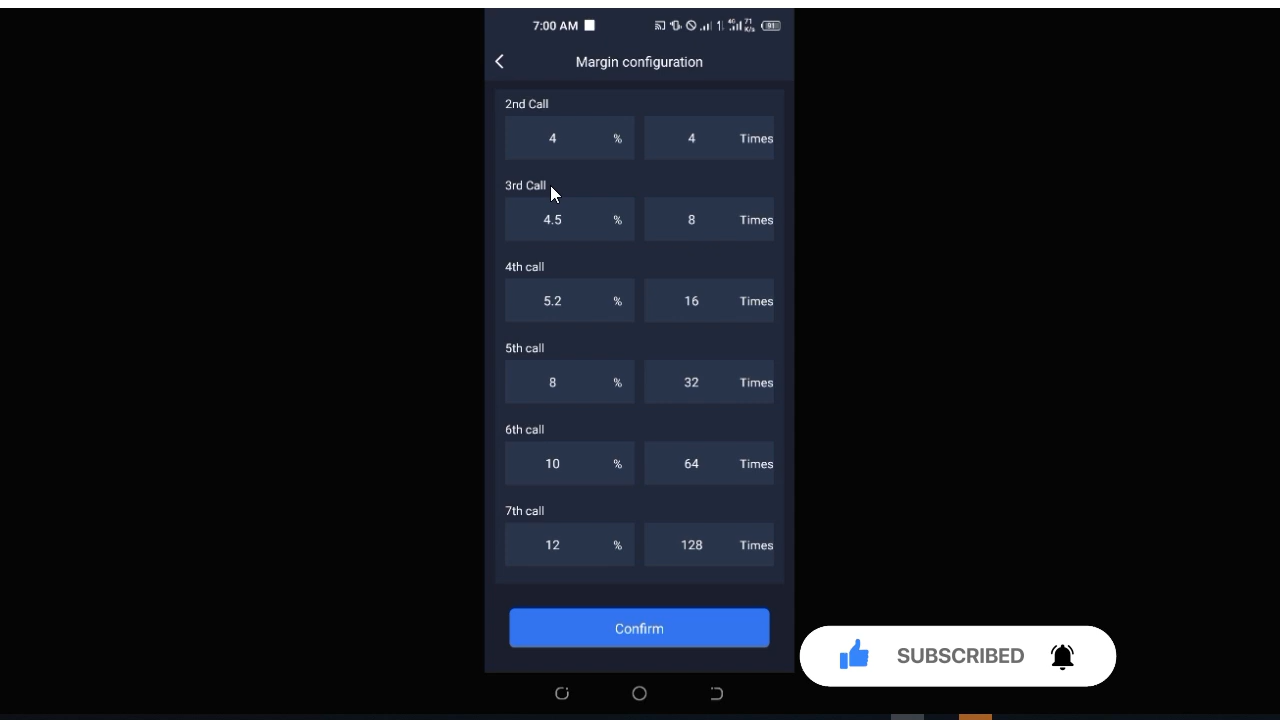 7:00 AM
Margin configuration
2nd Call
4 % 4 Times
3rd Call
4.5 % 8 Times
4th call
5.2 % 16 Times
5th call
8 % 32 Times
6th call
10 % 64 Times
7th call
12 % 128 Times
Confirm
SUBSCRIBED